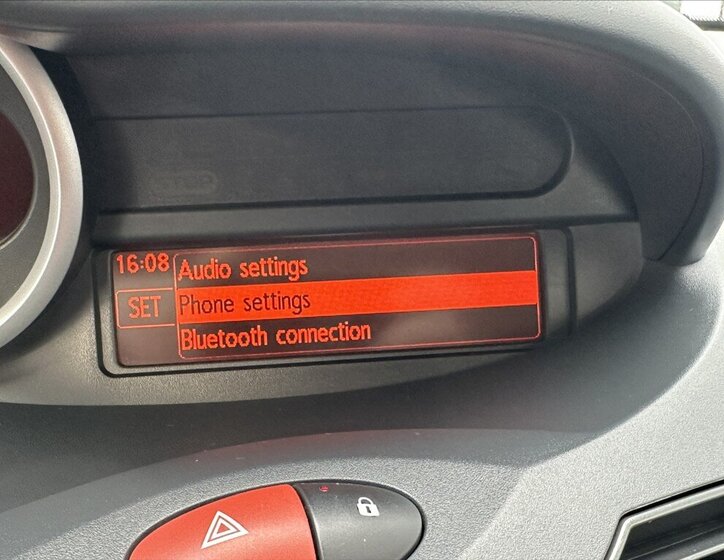 16:08
Audio settings
SET
Phone settings
Bluetooth connection